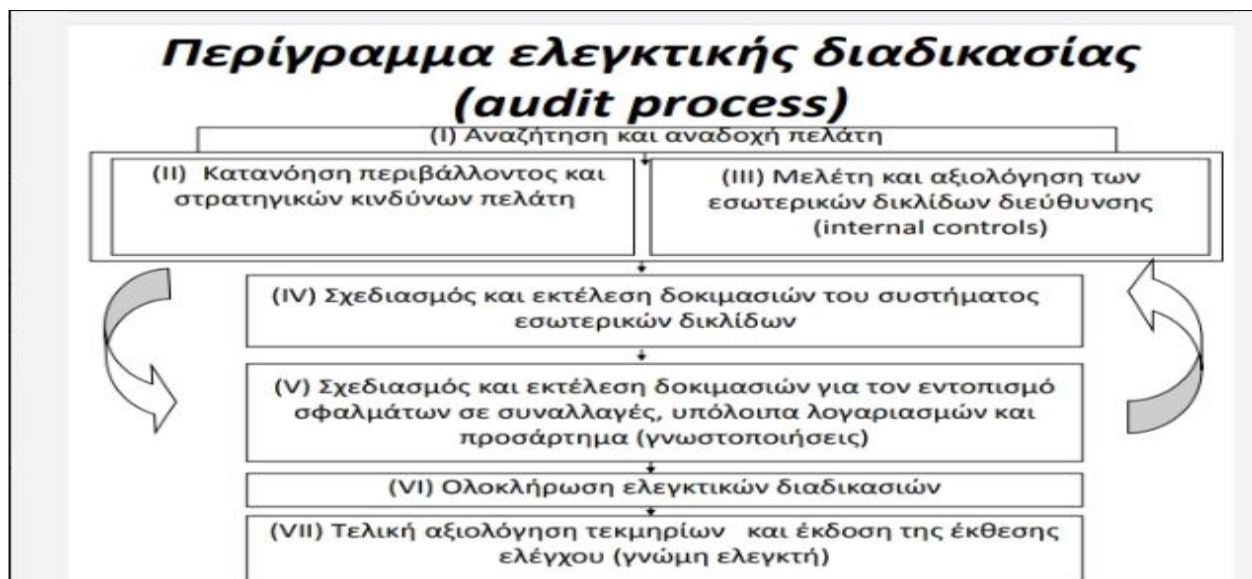 Περίγραμμα ελεγκτικής διαδικασίας
(audit process)
(I) Αναζήτηση και αναδοχή πελάτη
(II) Κατανόηση περιβάλλοντος και
στρατηγικών κινδύνων πελάτη
(III) Μελέτη και αξιολόγηση των
εσωτερικών δικλίδων διεύθυνσης
(internal controls)
(IV) Σχεδιασμός και εκτέλεση δοκιμασιών του συστήματος
εσωτερικών δικλίδων
(V) Σχεδιασμός και εκτέλεση δοκιμασιών για τον εντοπισμό
σφαλμάτων σε συναλλαγές, υπόλοιπα λογαριασμών και
προσάρτημα (γνωστοποιήσεις)
(VI) Ολοκλήρωση ελεγκτικών διαδικασιών
(VII) Τελική αξιολόγηση τεκμηρίων και έκδοση της έκθεσης
ελέγχου (γνώμη ελεγκτή)